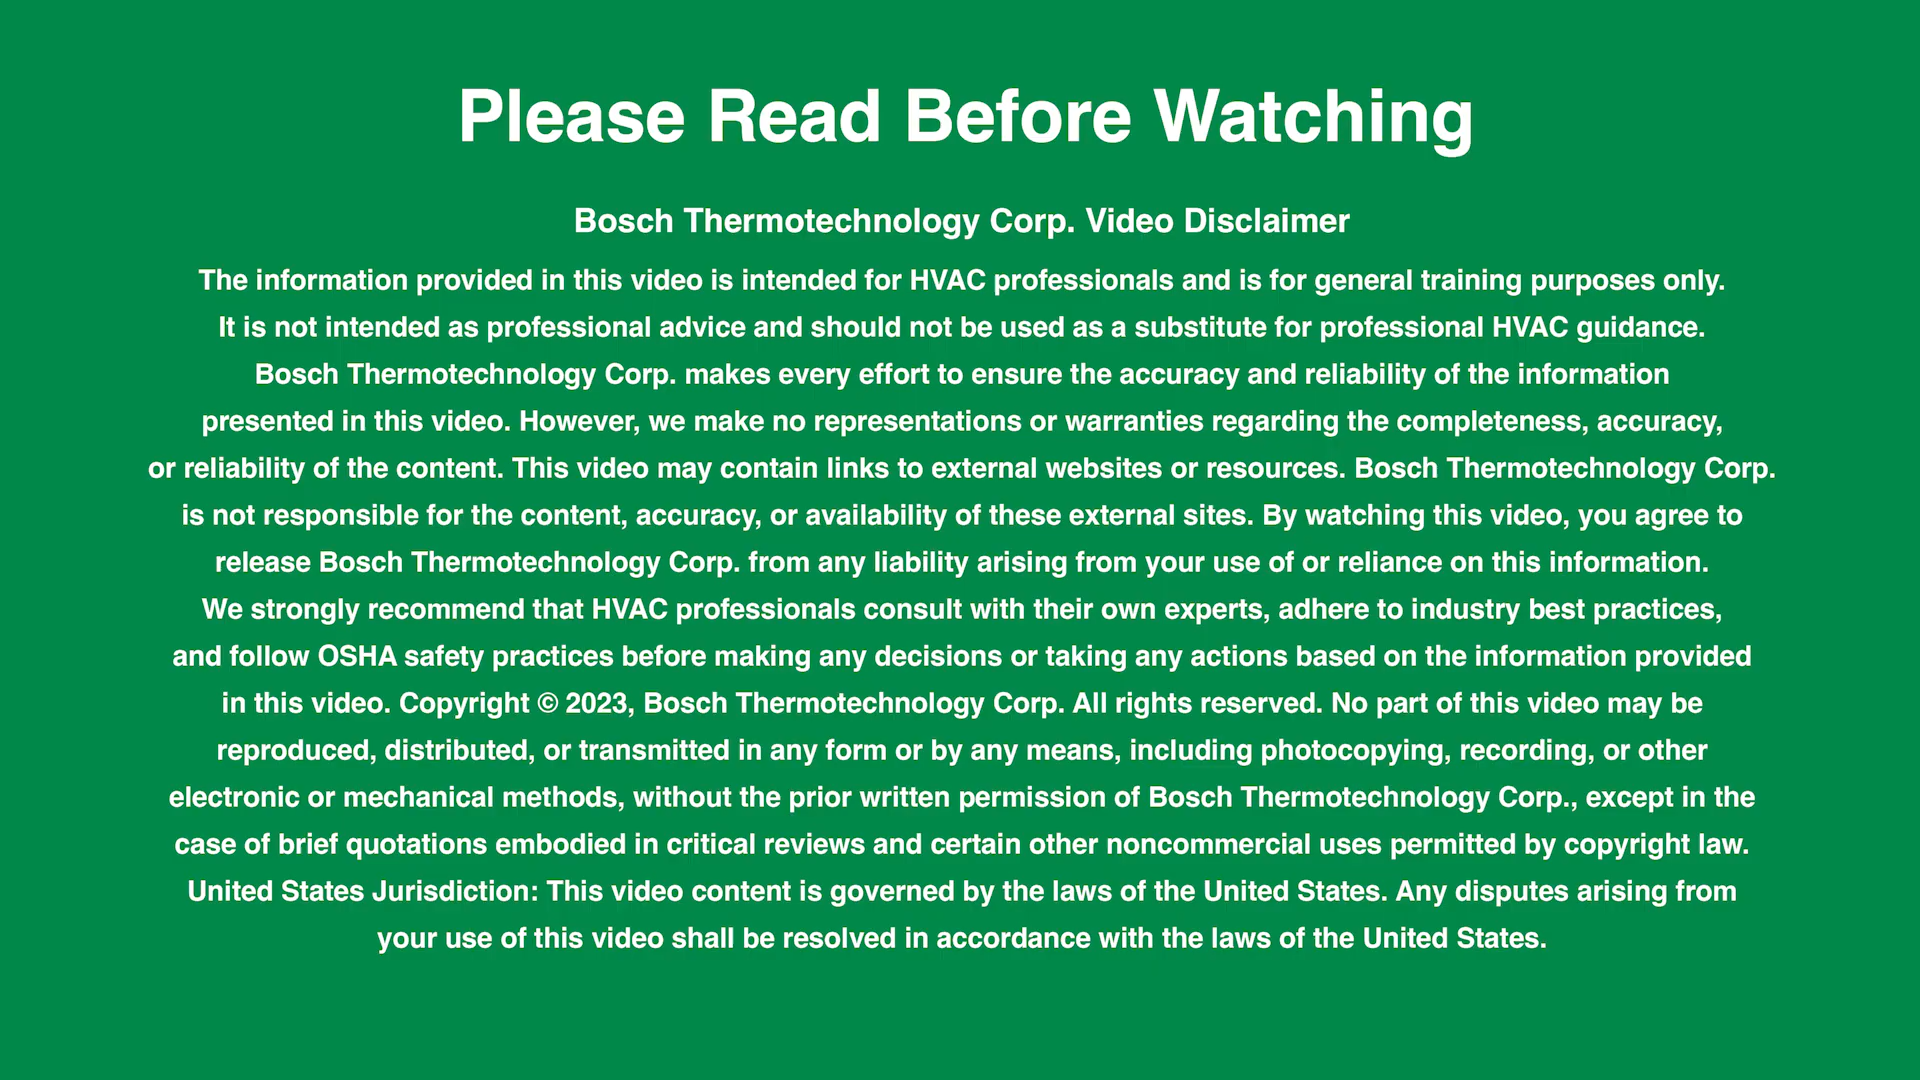 Please Read Before Watching
Bosch Thermotechnology Corp. Video Disclaimer
The information provided in this video is intended for HVAC professionals and is for general training purposes only.
It is not intended as professional advice and should not be used as a substitute for professional HVAC guidance.
Bosch Thermotechnology Corp. makes every effort to ensure the accuracy and reliability of the information
presented in this video. However, we make no representations or warranties regarding the completeness, accuracy,
or reliability of the content. This video may contain links to external websites or resources. Bosch Thermotechnology Corp.
is not responsible for the content, accuracy, or availability of these external sites. By watching this video, you agree to
release Bosch Thermotechnology Corp. from any liability arising from your use of or reliance on this information.
We strongly recommend that HVAC professionals consult with their own experts, adhere to industry best practices,
and follow OSHA safety practices before making any decisions or taking any actions based on the information provided
in this video. Copyright © 2023, Bosch Thermotechnology Corp. All rights reserved. No part of this video may be
reproduced, distributed, or transmitted in any form or by any means, including photocopying, recording, or other
electronic or mechanical methods, without the prior written permission of Bosch Thermotechnology Corp., except in the
case of brief quotations embodied in critical reviews and certain other noncommercial uses permitted by copyright law.
United States Jurisdiction: This video content is governed by the laws of the United States. Any disputes arising from
your use of this video shall be resolved in accordance with the laws of the United States.